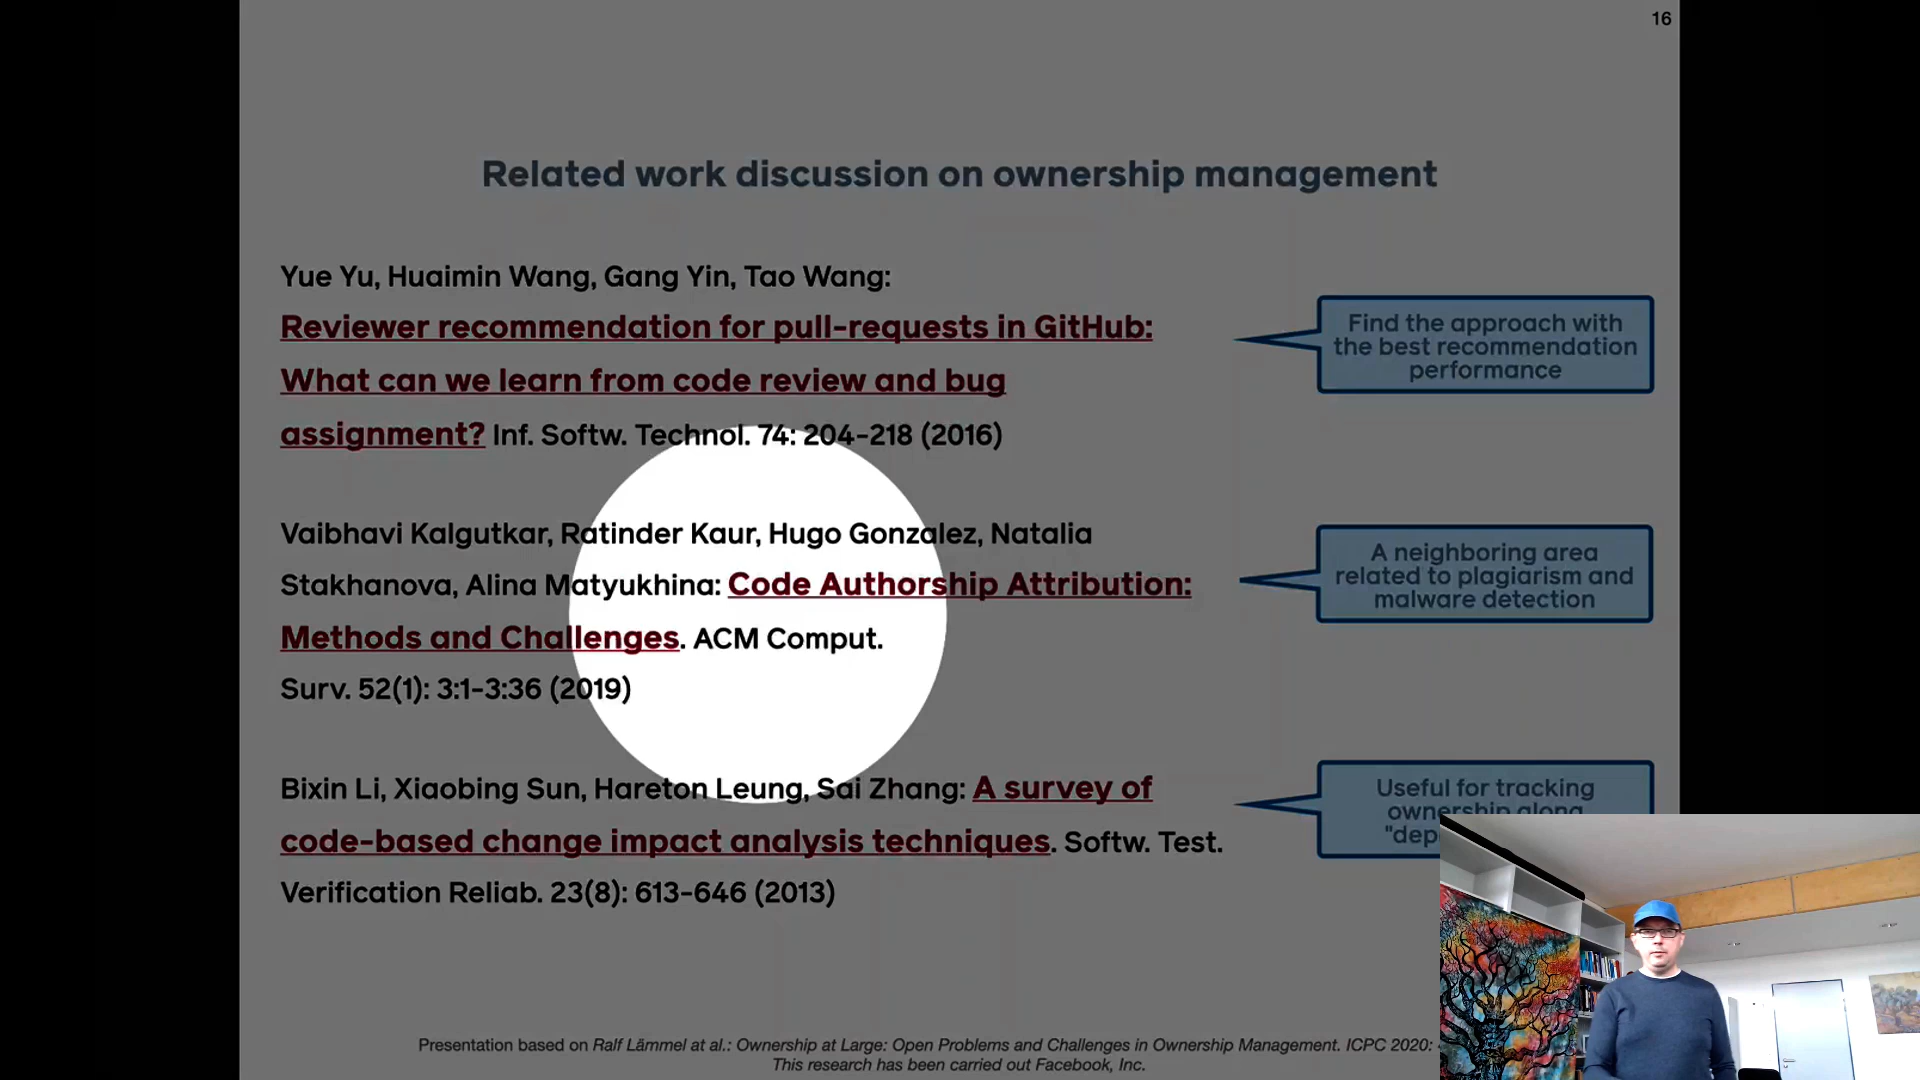 16
Related work discussion on ownership management
Yue Yu, Huaimin Wang, Gang Yin, Tao Wang:
Reviewer recommendation for pull-requests in GitHub:
What can we learn from code review and bug
assignment? Inf. Softw. Technol. 74: 204-218 (2016)
Find the approach with
the best recommendation
performance
Vaibhavi Kalgutkar, Ratinder Kaur, Hugo Gonzalez, Natalia
Stakhanova, Alina Matyukhina: Code Authorship Attribution:
Methods and Challenges. ACM Comput.
Surv. 52(1): 3:1-3:36 (2019)
A neighboring area
related to plagiarism and
malware detection
Bixin Li, Xiaobing Sun, Hareton Leung, Sai Zhang: A survey of
code-based change impact analysis techniques. Softw. Test.
Verification Reliab. 23(8): 613-646 (2013)
Useful for tracking
ownership along
Presentation based on Ralf Lämmel at al.: Ownership at Large: Open Problems and Challenges in Ownership Management. ICPC 2020:
This research has been carried out Facebook, Inc.